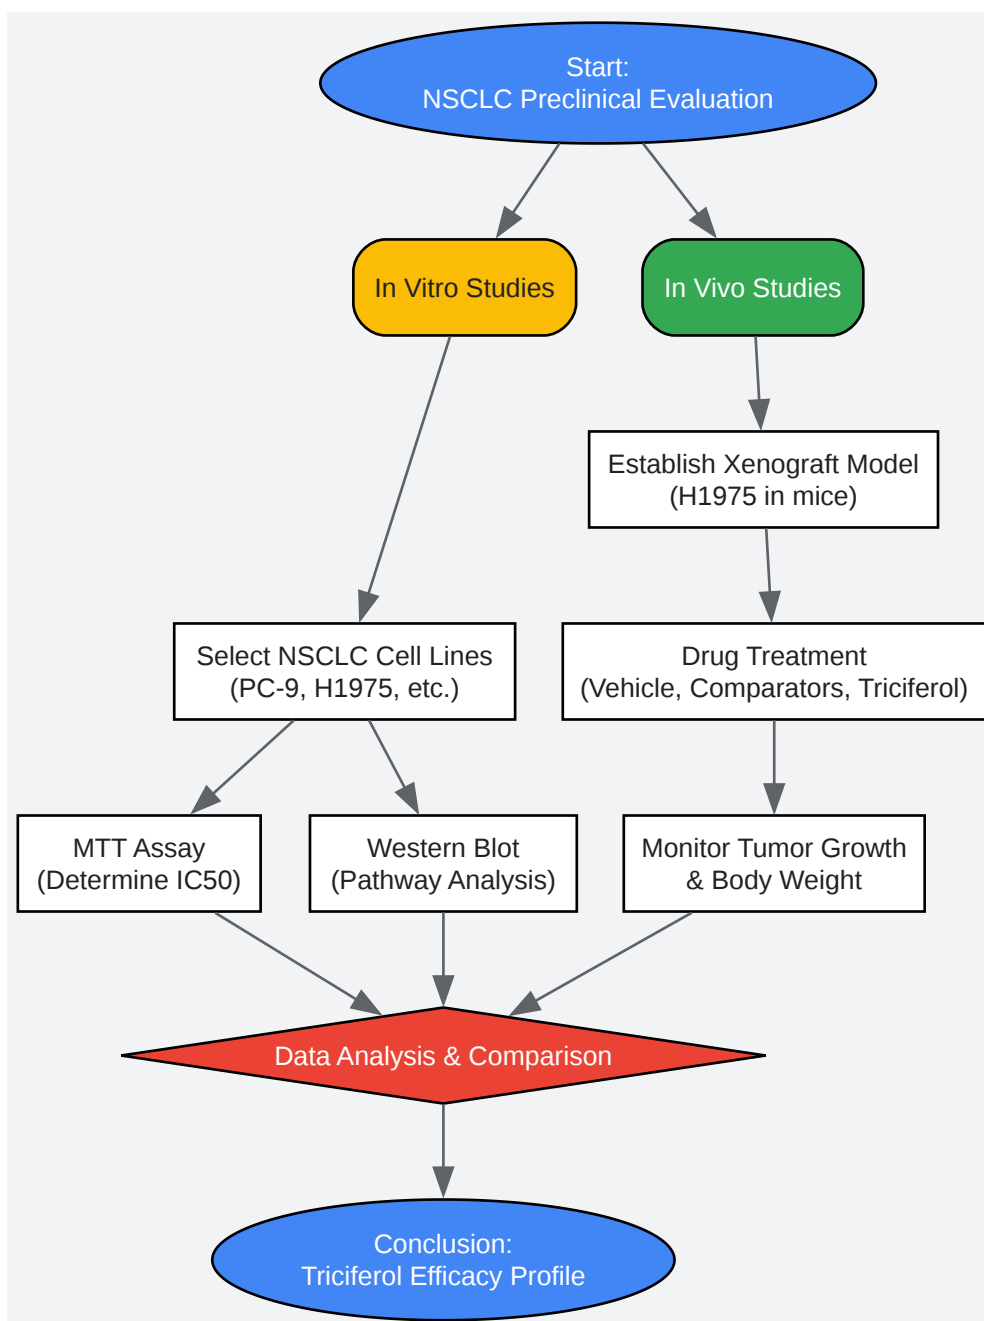 Start:
NSCLC Preclinical Evaluation
In Vitro Studies
In Vivo Studies
Establish Xenograft Model
(H1975 in mice)
Select NSCLC Cell Lines
(PC-9, H1975, etc.)
Drug Treatment
(Vehicle, Comparators, Triciferol)
MTT Assay
(Determine IC50)
Western Blot
(Pathway Analysis)
Monitor Tumor Growth
& Body Weight
Data Analysis & Comparison
Conclusion:
Triciferol Efficacy Profile